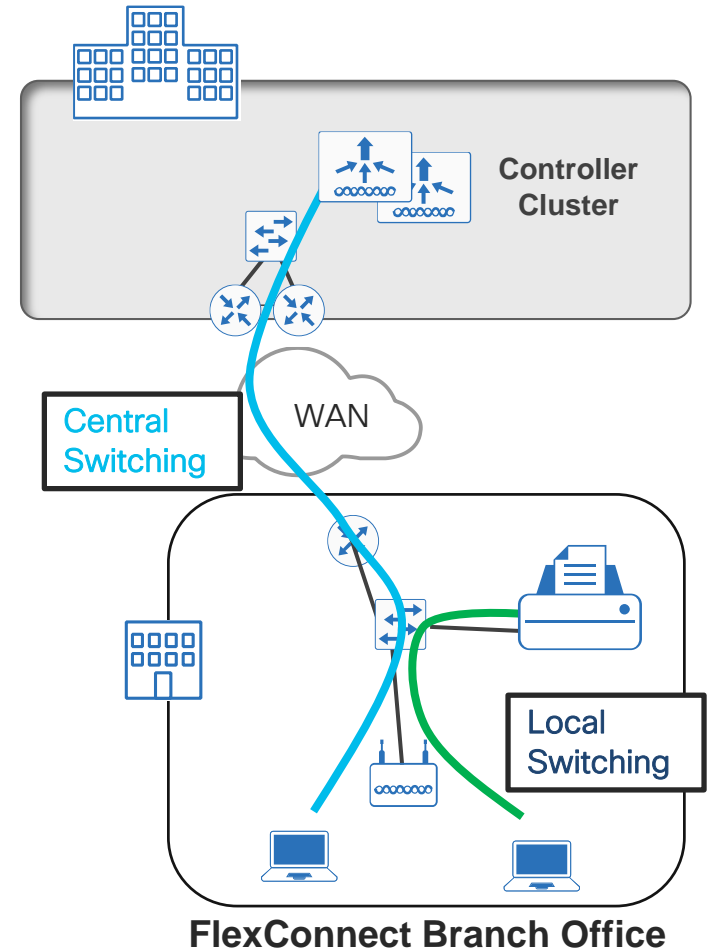 Controller
Cluster
WAN
Central
Switching
Local
Switching
FlexConnect Branch Office